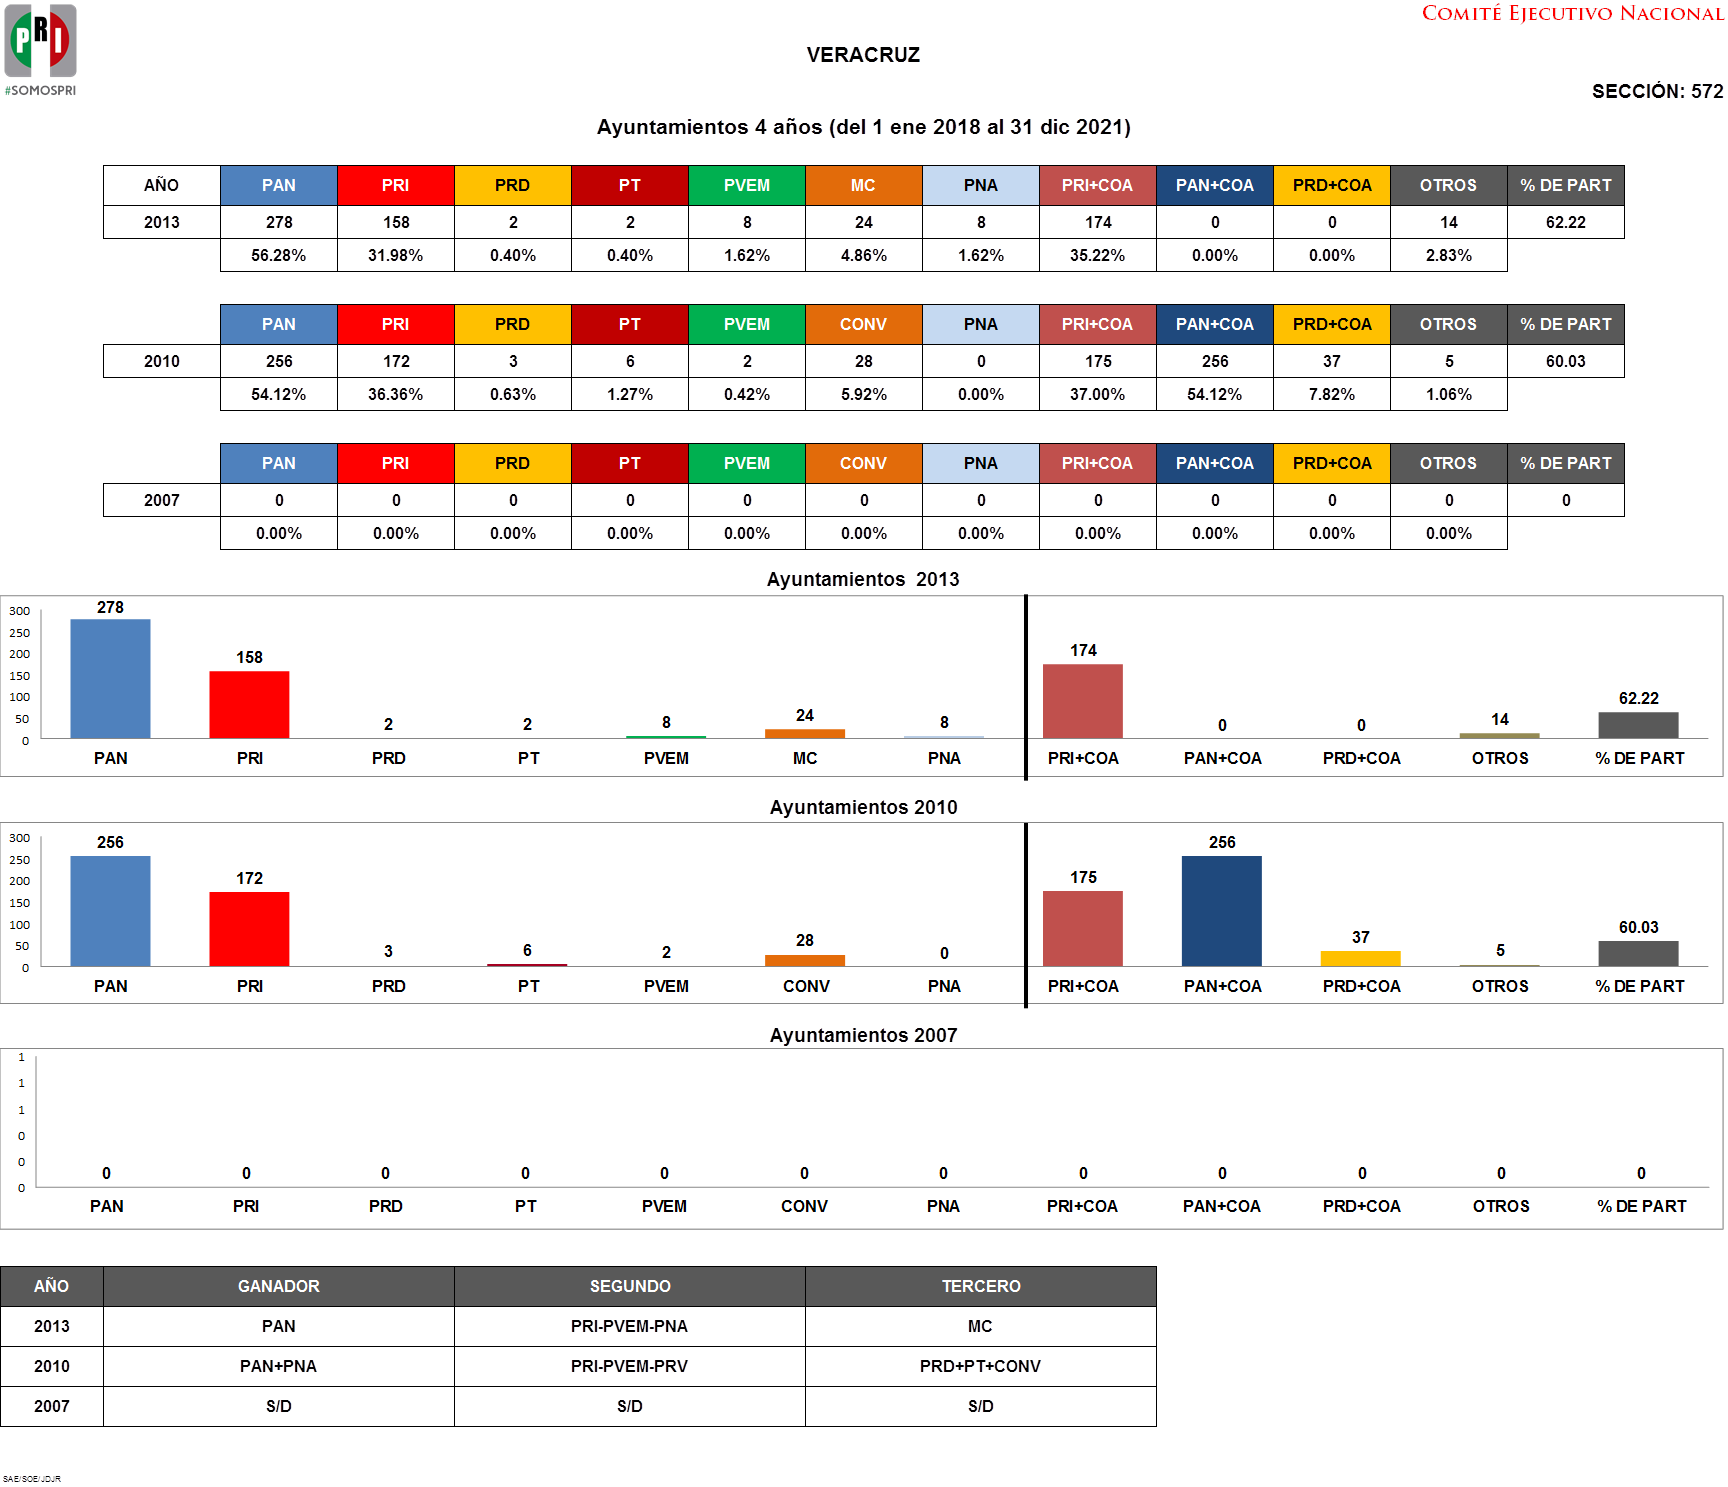 PRI
#SOMOSPRI
COMITÉ EJECUTIVO NACIONAL
VERACRUZ
SECCIÓN: 572
Ayuntamientos 4 años (del 1 ene 2018 al 31 dic 2021)
AÑO PAN PRI PRD PT PVEM MC PNA PRI+COA PAN+COA PRD+COA OTROS % DE PART
2013 278 158 2 2 8 24 8 174 0 0 14 62.22
56.28% 31.98% 0.40% 0.40% 1.62% 4.86% 1.62% 35.22% 0.00% 0.00% 2.83%
PAN PRI PRD PT PVEM CONV PNA PRI+COA PAN+COA PRD+COA OTROS % DE PART
2010 256 172 3 6 2 28 0 175 256 37 5 60.03
54.12% 36.36% 0.63% 1.27% 0.42% 5.92% 0.00% 37.00% 54.12% 7.82% 1.06%
PAN PRI PRD PT PVEM CONV PNA PRI+COA PAN+COA PRD+COA OTROS % DE PART
2007 0 0 0 0 0 0 0 0 0 0 0 0
0.00% 0.00% 0.00% 0.00% 0.00% 0.00% 0.00% 0.00% 0.00% 0.00% 0.00%
Ayuntamientos 2013
300
250
200
150
100
50
0
278 158 2 2 8 24 8 174 0 0 14 62.22
PAN PRI PRD PT PVEM MC PNA PRI+COA PAN+COA PRD+COA OTROS % DE PART
Ayuntamientos 2010
300
250
200
150
100
50
0
256 172 3 6 2 28 0 175 256 37 5 60.03
PAN PRI PRD PT PVEM CONV PNA PRI+COA PAN+COA PRD+COA OTROS % DE PART
Ayuntamientos 2007
1
1
1
0
0
0
0 0 0 0 0 0 0 0 0 0 0 0
PAN PRI PRD PT PVEM CONV PNA PRI+COA PAN+COA PRD+COA OTROS % DE PART
AÑO GANADOR SEGUNDO TERCERO
2013 PAN PRI-PVEM-PNA MC
2010 PAN+PNA PRI-PVEM-PRV PRD+PT+CONV
2007 S/D S/D S/D
SAE/SOE/JDJR